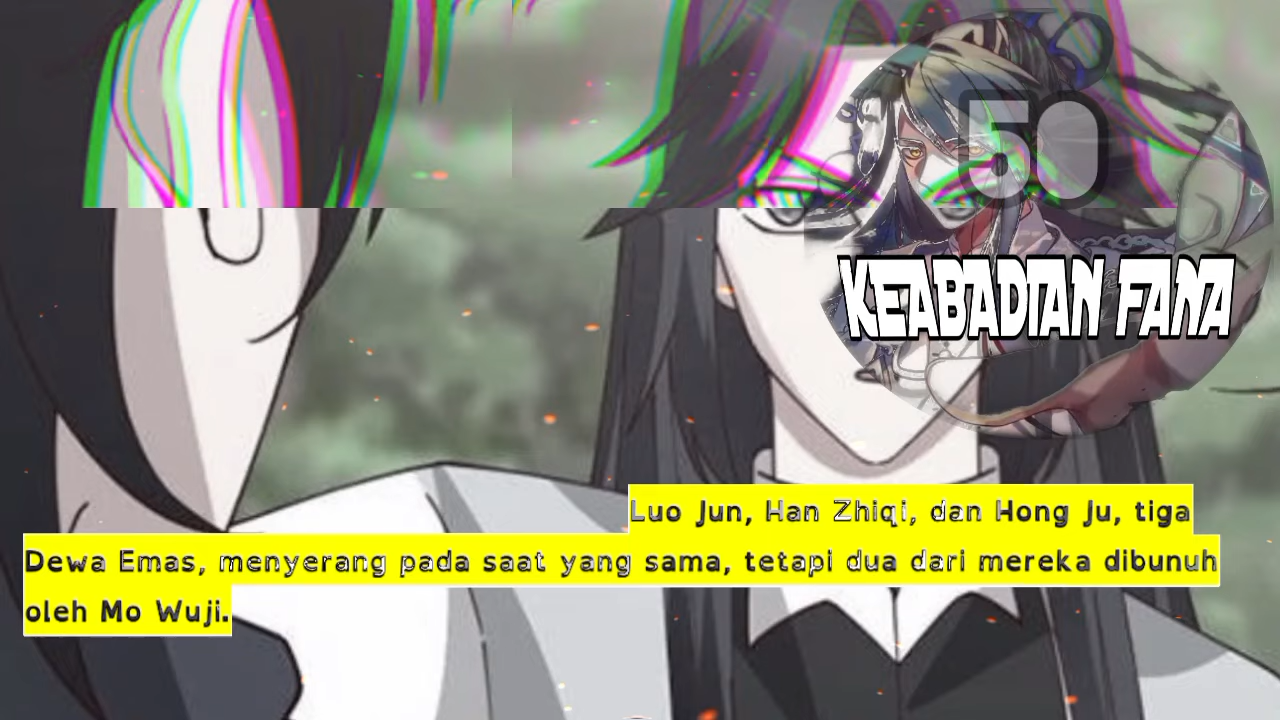 50
KEABADIAN FANA
Luo Jun, Han Zhiqi, dan Hong Ju, tiga
Dewa Emas, menyerang pada saat yang sama, tetapi dua dari mereka dibunuh
oleh Mo Wuji.